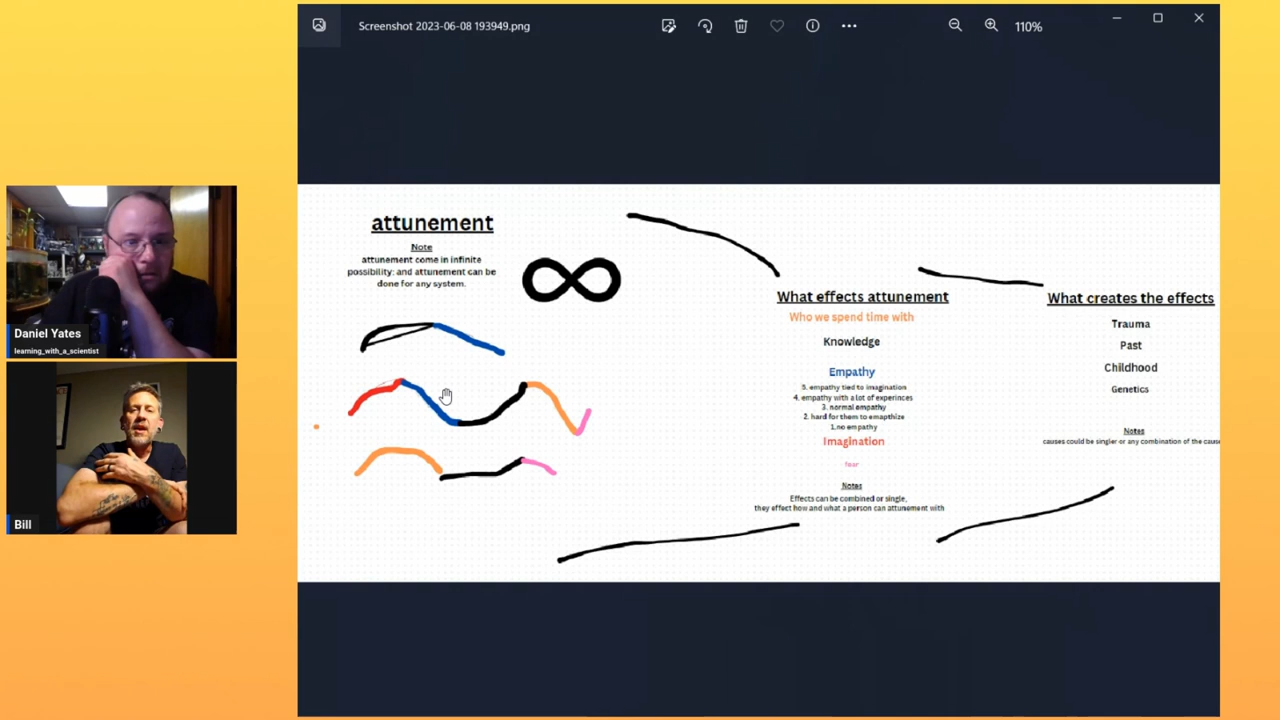 Screenshot 2023-06-08 193949.png
110%
attunement
Note
attunement come in infinite
possibility; and attunement can be
done for any system.
What effects attunement
Who we spend time with
Knowledge
Empathy
5. empathy tied to imagination
4. empathy with a lot of experinces
3. normal empathy
2. hard for them to emapthize
1.no empathy
Imagination
fear
Notes
Effects can be combined or single,
they effect how and what a person can attunement with
What creates the effects
Trauma
Past
Childhood
Genetics
Notes
causes could be singler or any combination of the cause
Daniel Yates
learning_with_a_scientist
Bill